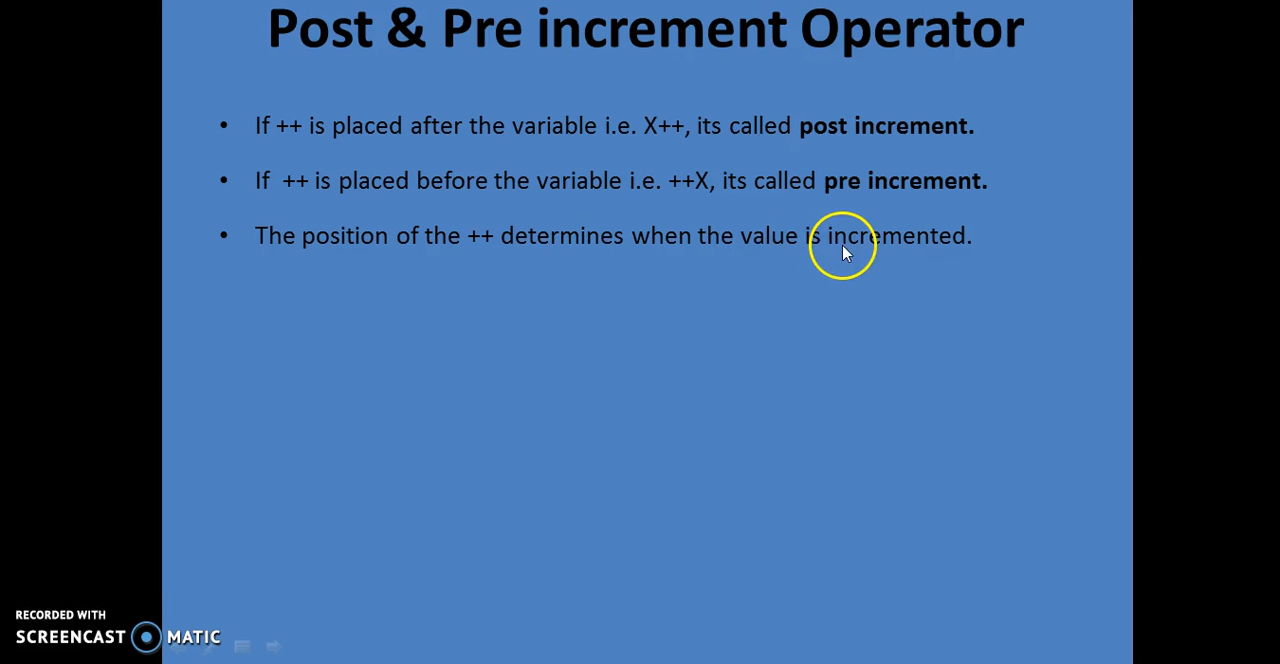 Post & Pre increment Operator
• If ++ is placed after the variable i.e. X++, its called post increment.
• If ++ is placed before the variable i.e. ++X, its called pre increment.
• The position of the ++ determines when the value is incremented.
RECORDED WITH
SCREENCAST MATIC